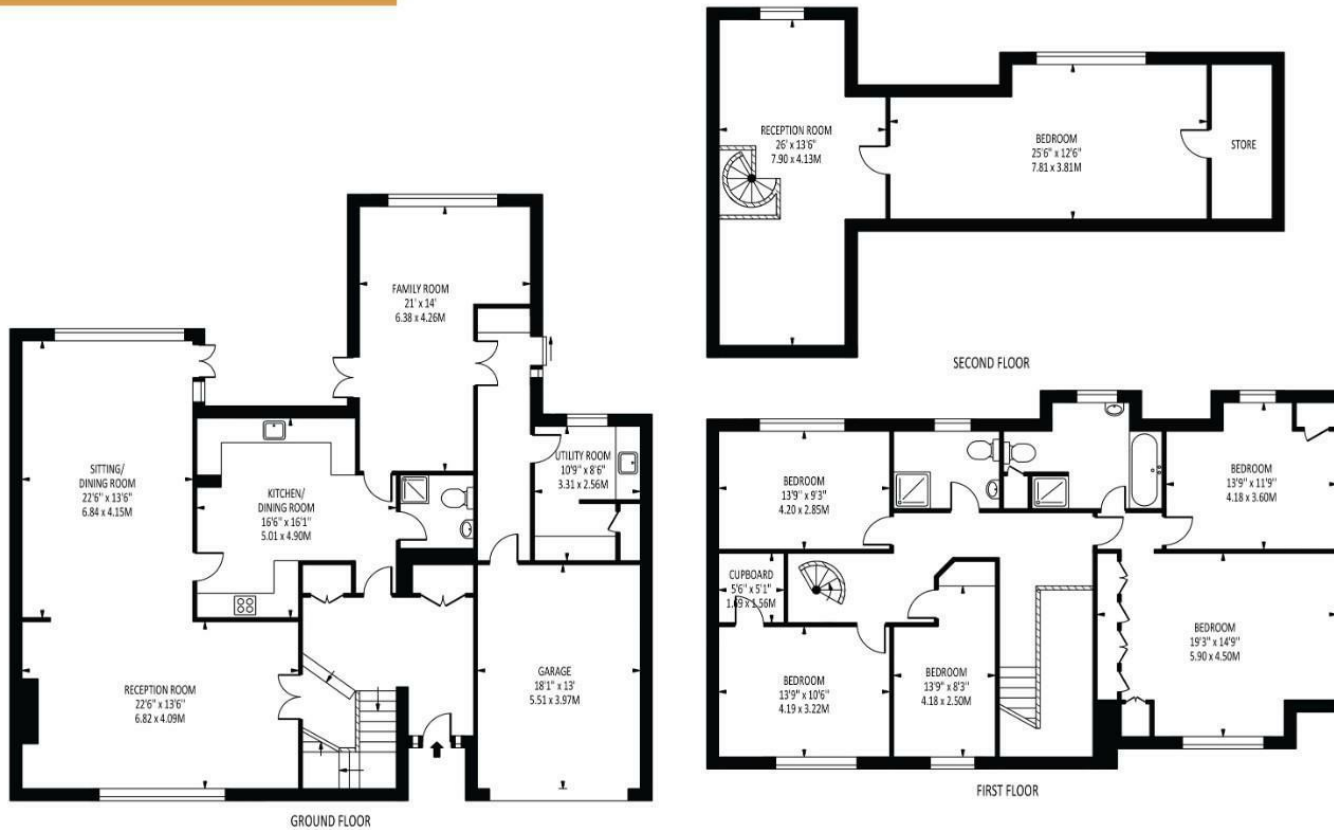 RECEPTION ROOM
26' x 13'6"
7.90 x 4.13M
BEDROOM
25'6" x 12'6"
7.81 x 3.81M
STORE
SECOND FLOOR
FAMILY ROOM
21' x 14'
6.38 x 4.26M
SITTING/
DINING ROOM
22'6" x 13'6"
6.84 x 4.15M
KITCHEN/
DINING ROOM
16'6" x 16'1"
5.01 x 4.90M
UTILITY ROOM
10'9" x 8'6"
3.31 x 2.56M
RECEPTION ROOM
22'6" x 13'6"
6.82 x 4.09M
GARAGE
18'1" x 13'
5.51 x 3.97M
GROUND FLOOR
BEDROOM
13'9" x 9'3"
4.20 x 2.85M
BEDROOM
13'9" x 11'9"
4.18 x 3.60M
CUPBOARD
5'6" x 5'1"
x 1.56M
BEDROOM
19'3" x 14'9"
5.90 x 4.50M
BEDROOM
13'9" x 10'6"
4.19 x 3.22M
BEDROOM
13'9" x 8'3"
4.18 x 2.50M
FIRST FLOOR